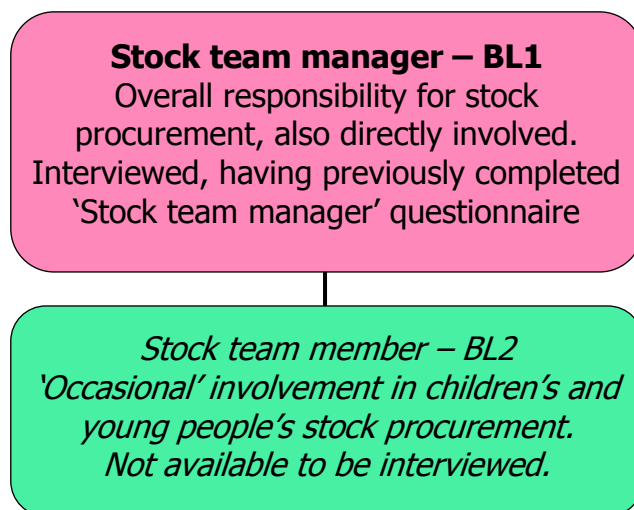 Stock team manager – BL1
Overall responsibility for stock
procurement, also directly involved.
Interviewed, having previously completed
‘Stock team manager’ questionnaire
Stock team member – BL2
‘Occasional’ involvement in children’s and
young people’s stock procurement.
Not available to be interviewed.